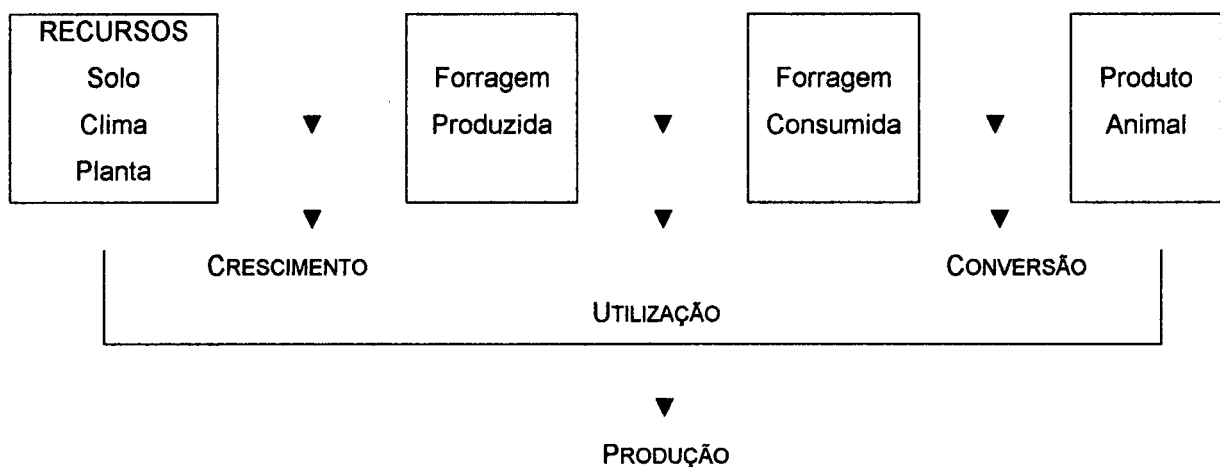 RECURSOS
Solo
Clima
Planta
Forragem
Produzida
Forragem
Consumida
Produto
Animal
CRESCIMENTO
CONVERSÃO
UTILIZAÇÃO
PRODUÇÃO